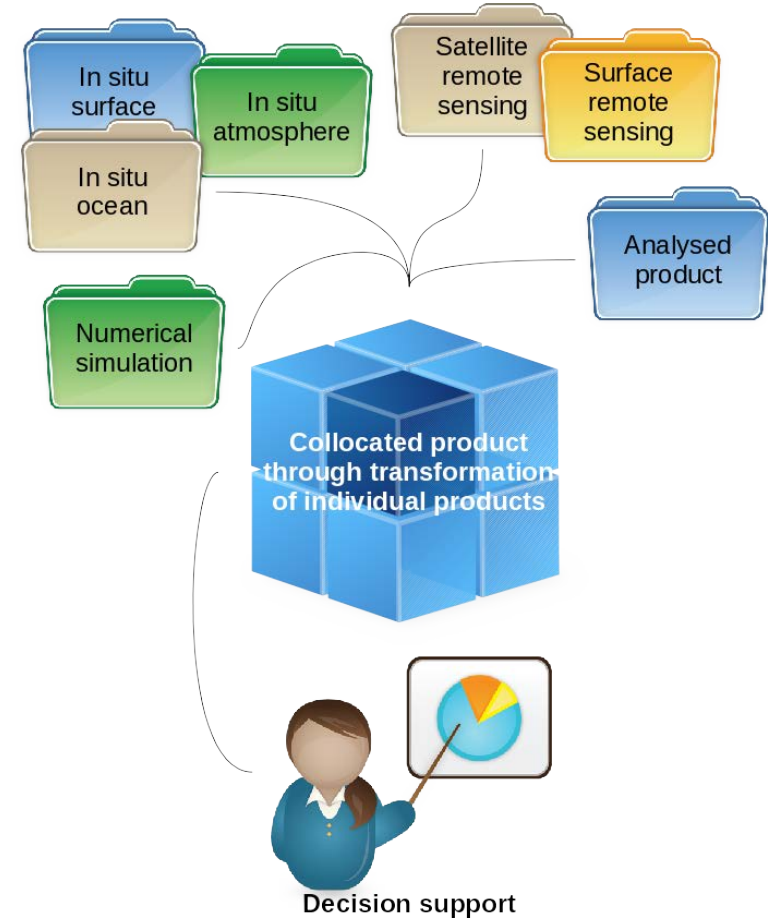 In situ
surface
In situ
atmosphere
In situ
ocean
Satellite
remote
sensing
Surface
remote
sensing
Analysed
product
Numerical
simulation
Collocated product
through transformation
of individual products
Decision support